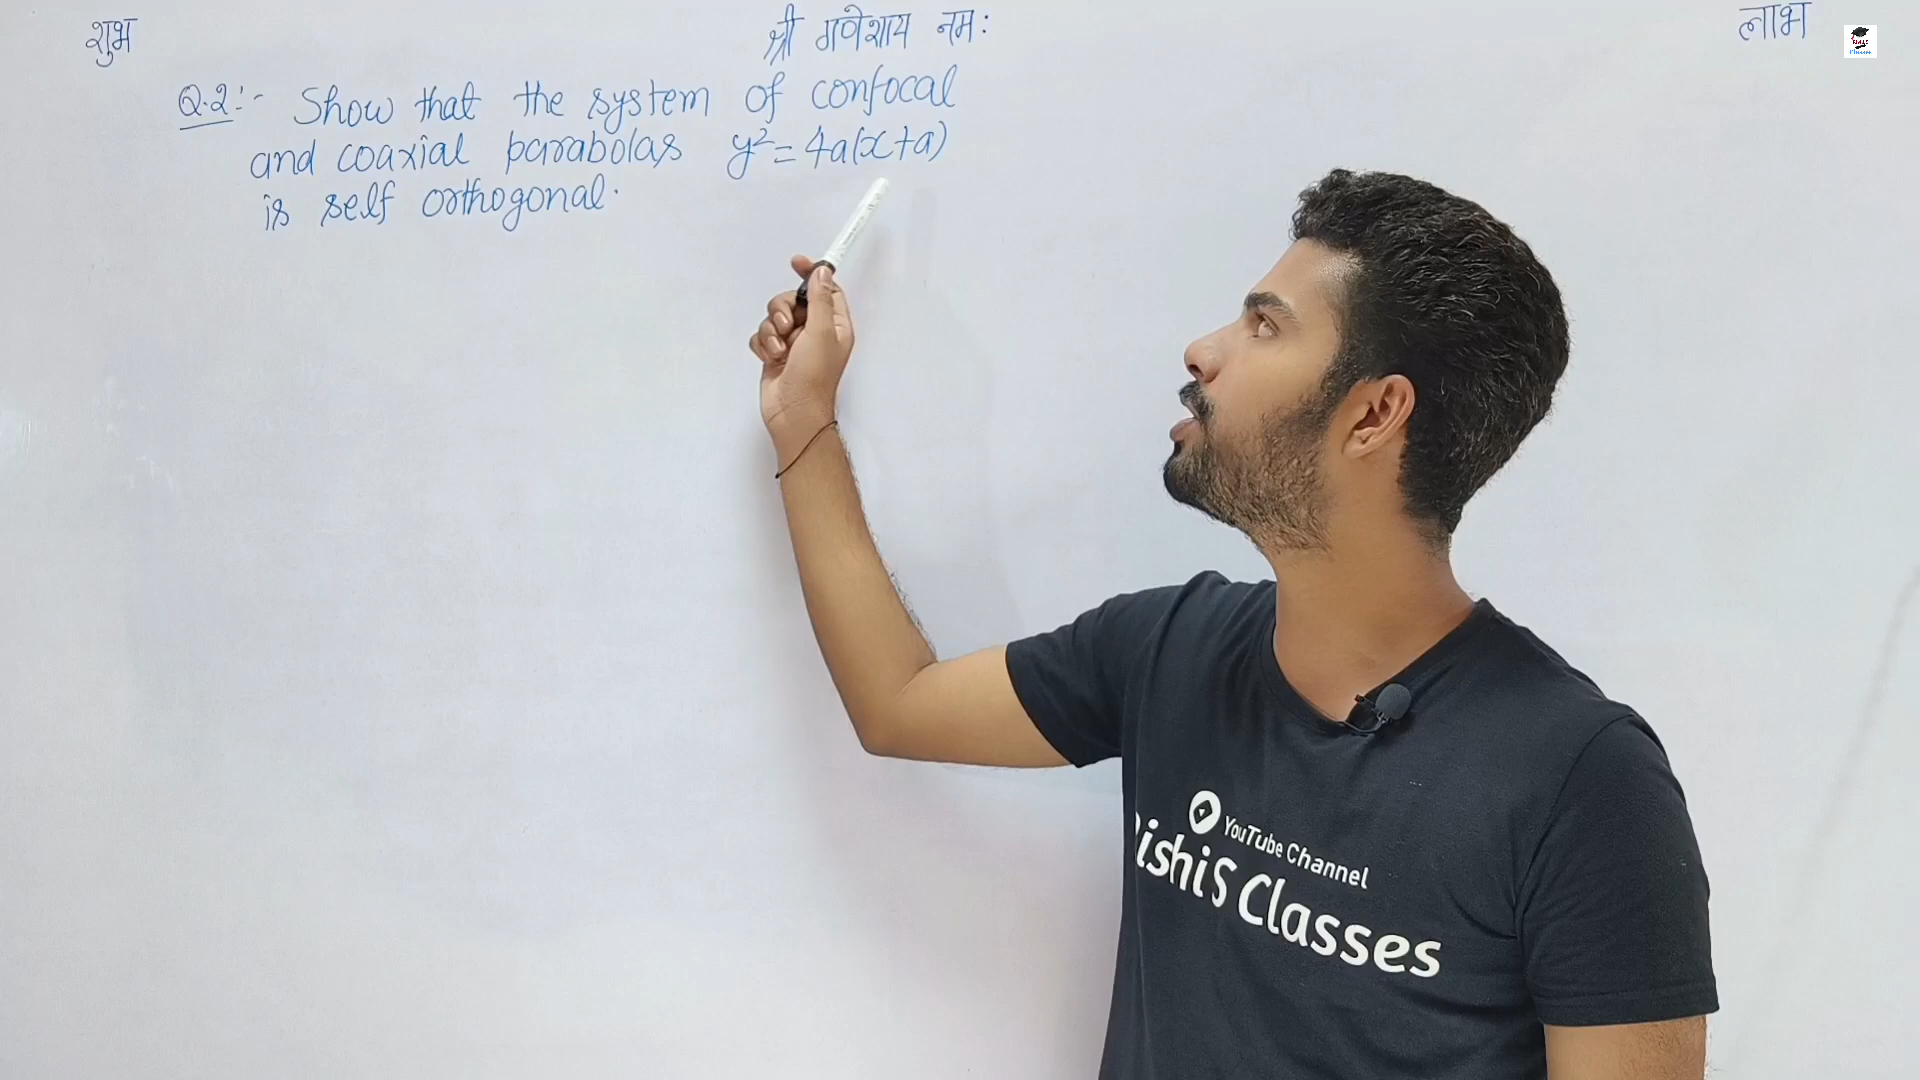 शुभ
श्री गणेशाय नमः
लाभ
Q.2:- Show that the system of confocal
and coaxial parabolas y²=4a(x+a)
is self orthogonal.
YouTube Channel
RishiS Classes